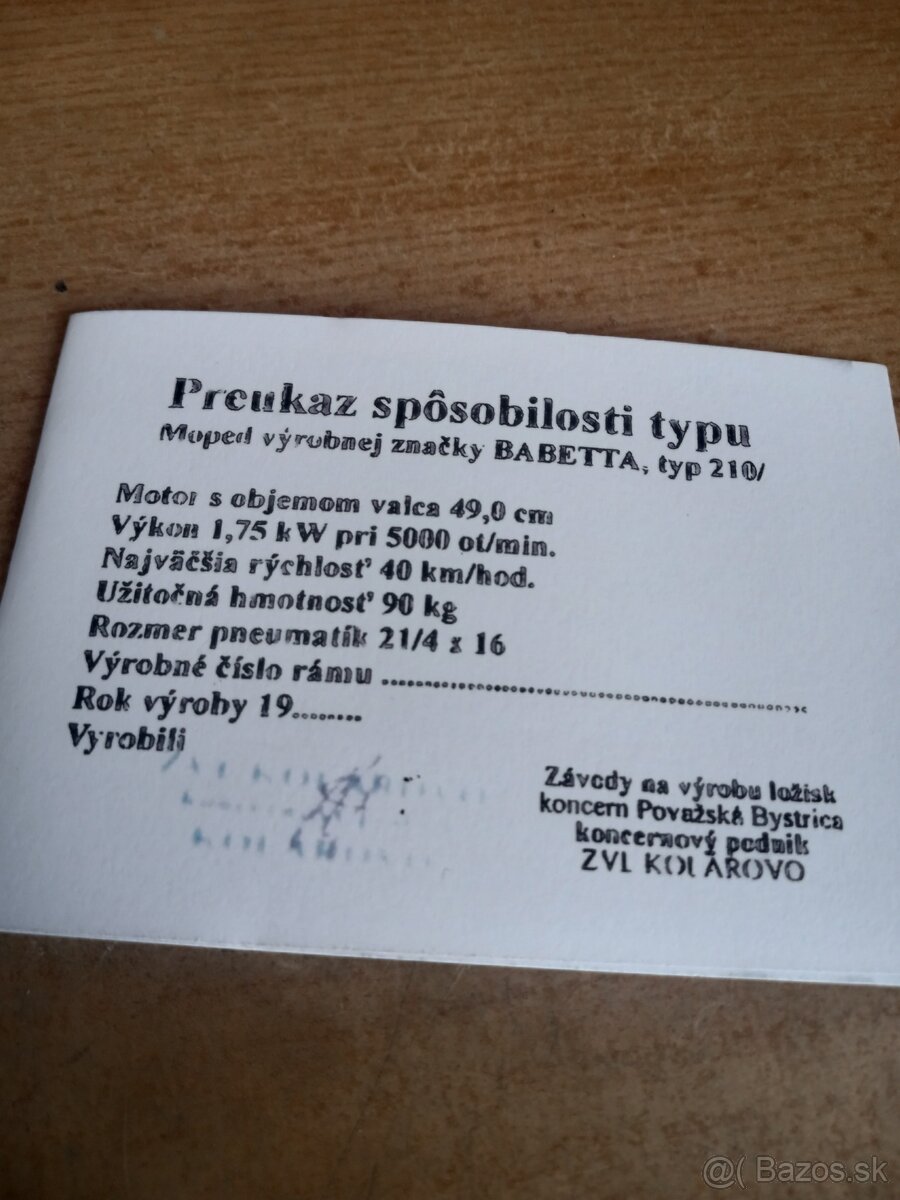 Preukaz spôsobilosti typu
Moped výrobnej značky BABETTA, typ 210/
Motor s objemom valca 49,0 cm
Výkon 1,75 kW pri 5000 ot/min.
Najväčšia rýchlosť 40 km/hod.
Užitočná hmotnosť 90 kg
Rozmer pneumatík 21/4 x 16
Výrobné číslo rámu ..........................................................
Rok výroby 19..........
Vyrobili
Závody na výrobu ložísk
koncern Považská Bystrica
koncernový podnik
ZVL KOLÁROVO
@( Bazos.sk